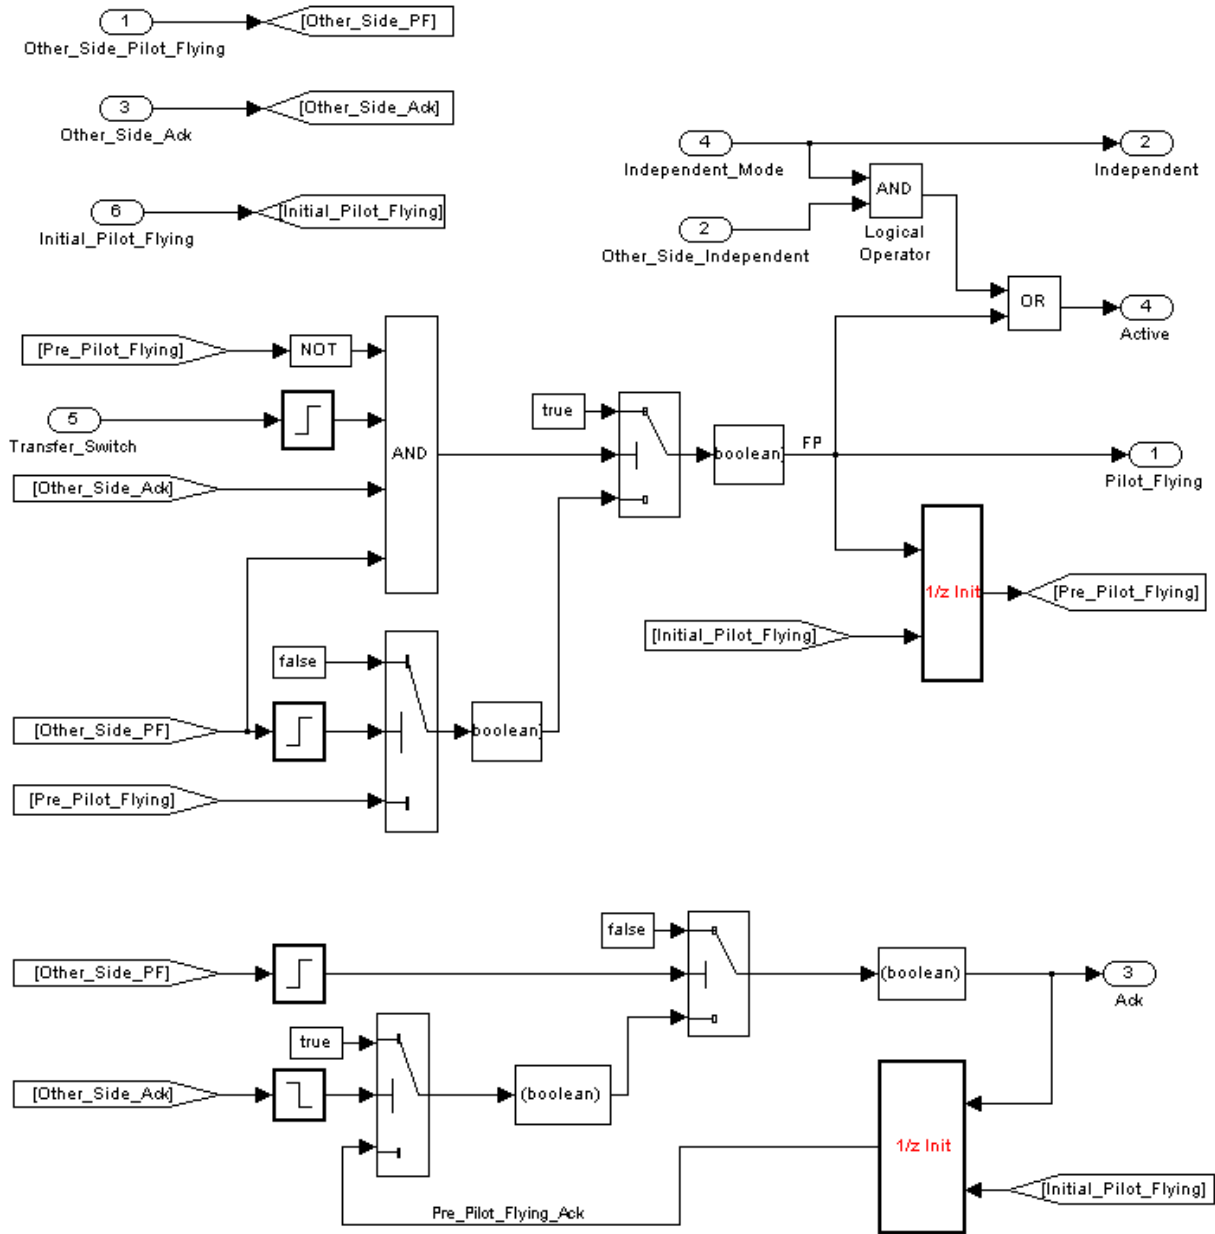 1
[Other_Side_PF]
Other_Side_Pilot_Flying
3
[Other_Side_Ack]
Other_Side_Ack
4
2
Independent_Mode
Independent
AND
6
[Initial_Pilot_Flying]
Initial_Pilot_Flying
2
Other_Side_Independent
Logical
Operator
OR
4
Active
[Pre_Pilot_Flying]
NOT
true
5
Transfer_Switch
AND
boolean
FP
1
Pilot_Flying
[Other_Side_Ack]
1/z Init
[Pre_Pilot_Flying]
[Initial_Pilot_Flying]
false
[Other_Side_PF]
boolean
[Pre_Pilot_Flying]
false
[Other_Side_PF]
(boolean)
3
Ack
true
[Other_Side_Ack]
(boolean)
1/z Init
[Initial_Pilot_Flying]
Pre_Pilot_Flying_Ack